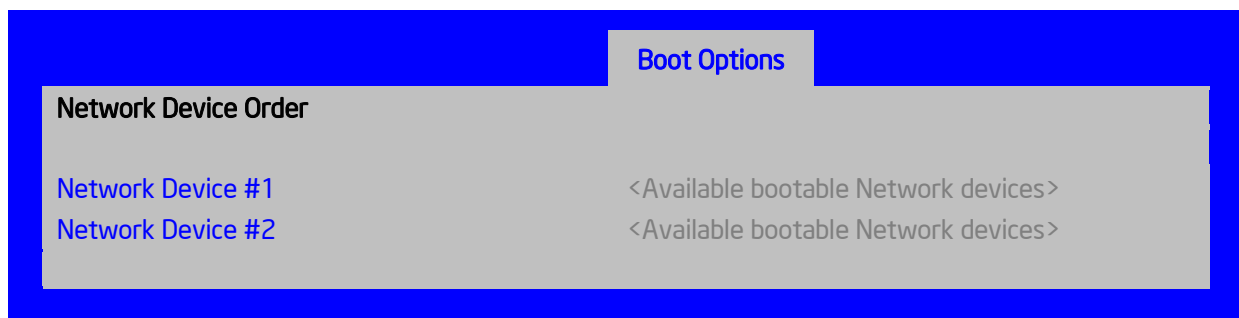 Boot Options
Network Device Order
Network Device #1 <Available bootable Network devices>
Network Device #2 <Available bootable Network devices>